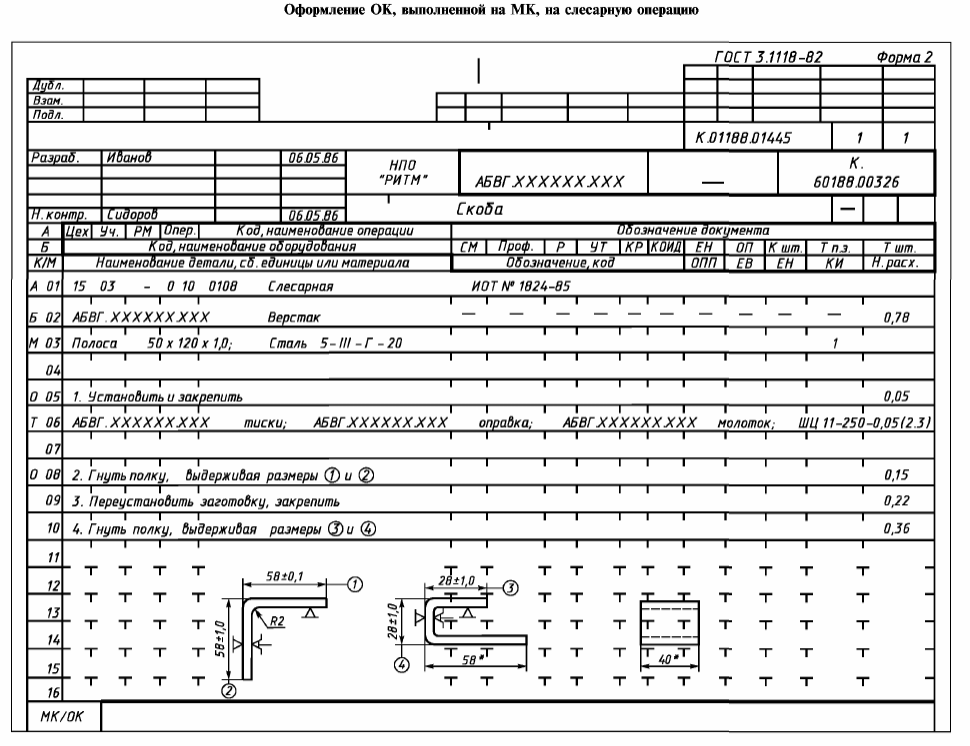 Оформление ОК, выполненной на МК, на слесарную операцию
ГОСТ 3.1118-82 Форма 2
Дубл.
Взам.
Подл.
К.01188.01445 1 1
Разраб. Иванов 06.05.86
НПО "РИТМ" АБВГ.XXXXXX.XXX — К. 60188.00326
Н. контр. Сидоров 06.05.86 Скоба —
А Цех Уч. РМ Опер. Код, наименование операции Обозначение документа
Б Код, наименование оборудования СМ Проф. Р УТ КР КОИД ЕН ОП К шт. Т п.з. Т шт.
К/М Наименование детали, сб. единицы или материала Обозначение, код ОПП ЕВ ЕН КИ Н. расх.
А 01 15 03 - 0 10 0108 Слесарная ИОТ № 1824-85
Б 02 АБВГ.XXXXXX.XXX Верстак — — — — — — — — — — 0,78
М 03 Полоса 50 x 120 x 1,0; Сталь 5-III-Г-20 1
04
О 05 1. Установить и закрепить 0,05
Т 06 АБВГ.XXXXXX.XXX тиски; АБВГ.XXXXXX.XXX оправка; АБВГ.XXXXXX.XXX молоток; ШЦ 11-250-0,05(2.3)
07
О 08 2. Гнуть полку, выдерживая размеры ① и ② 0,15
09 3. Переустановить заготовку, закрепить 0,22
10 4. Гнуть полку, выдерживая размеры ③ и ④ 0,36
11
12
13
14
15
16
58±0,1 ①
R2
58±1,0
②
28±1,0 ③
28±1,0
④ 58*
40*
МК/ОК